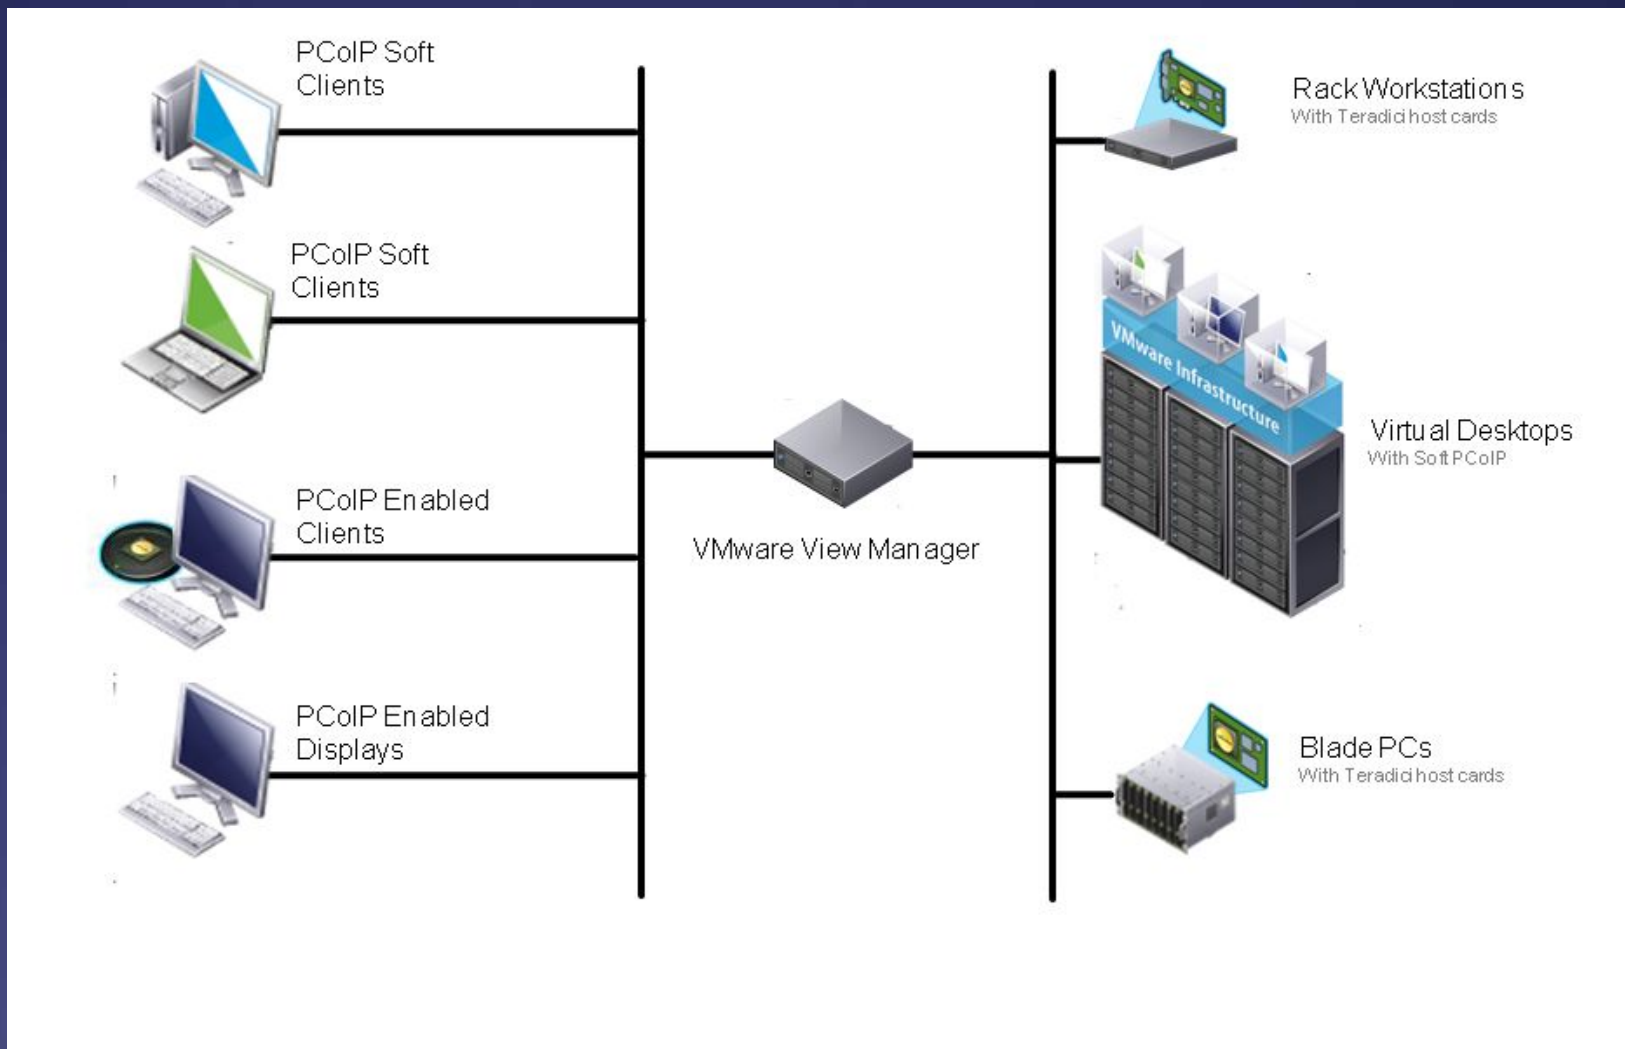 PCoIP Soft
Clients
PCoIP Soft
Clients
PCoIP Enabled
Clients
PCoIP Enabled
Displays
VMware View Manager
Rack Workstations
With Teradici host cards
VMware Infrastructure
Virtual Desktops
With Soft PCoIP
Blade PCs
With Teradici host cards